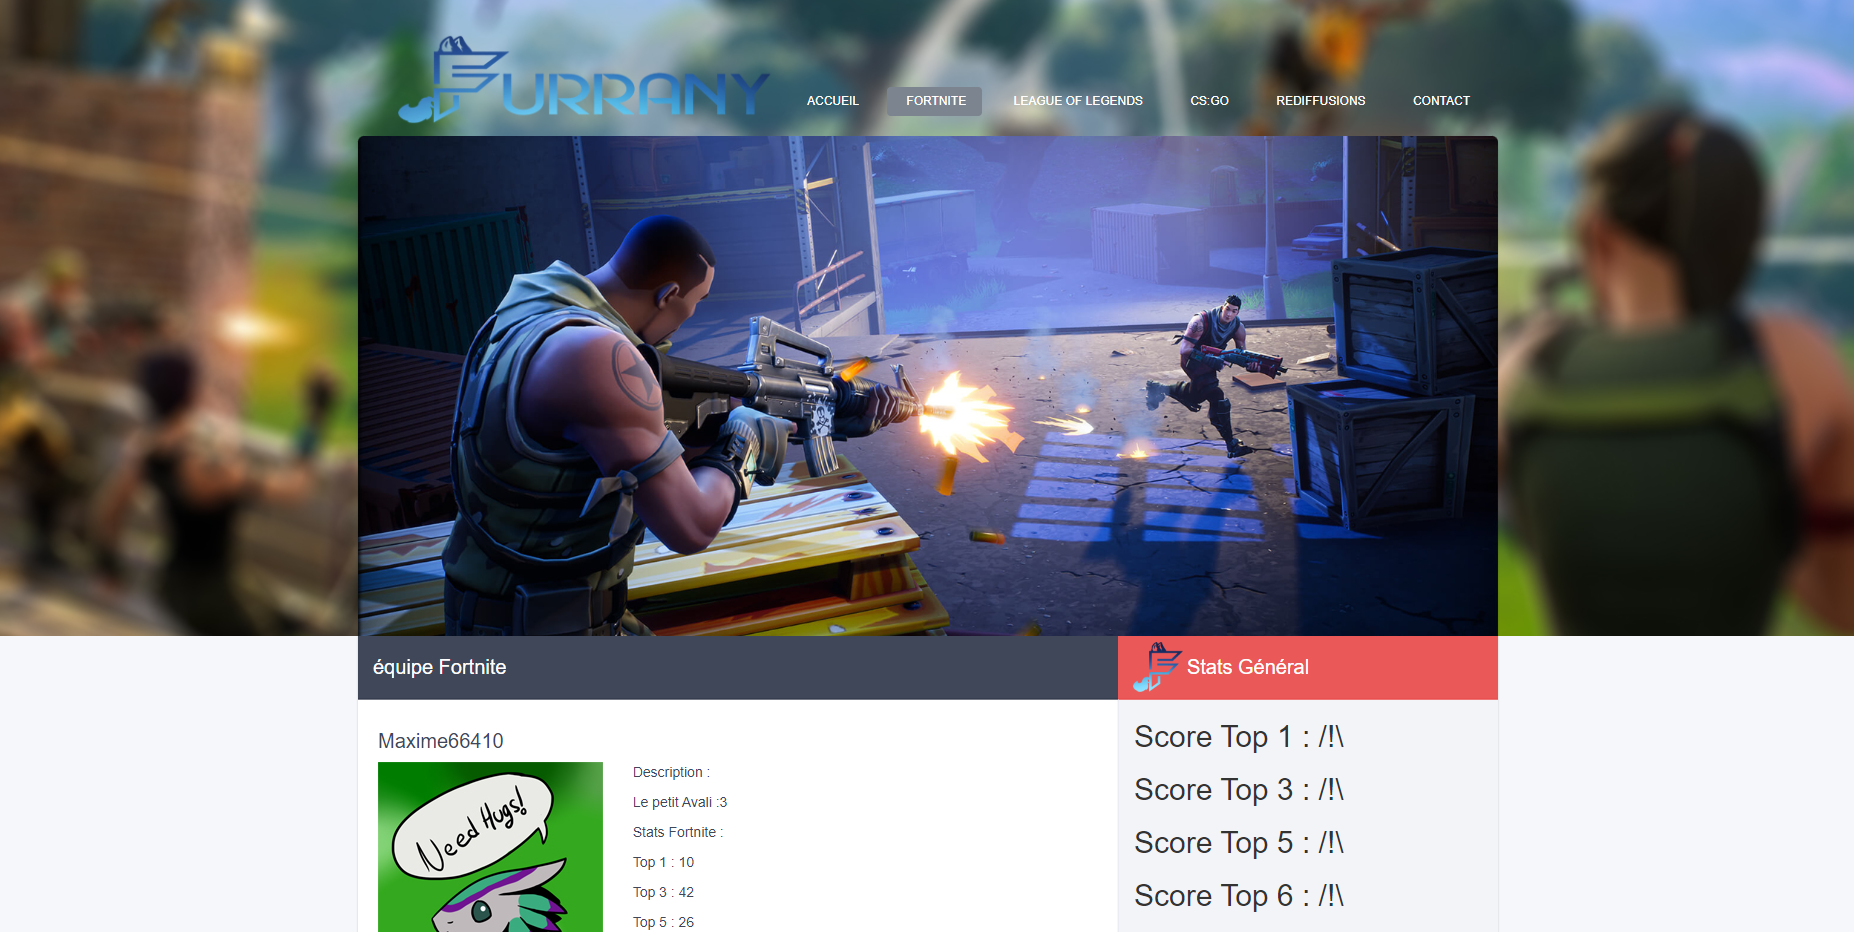 FURRANY
ACCUEIL FORTNITE LEAGUE OF LEGENDS CS:GO REDIFFUSIONS CONTACT
équipe Fortnite
Maxime66410
Need Hugs!
Description :
Le petit Avali :3
Stats Fortnite :
Top 1 : 10
Top 3 : 42
Top 5 : 26
Stats Général
Score Top 1 : /!\
Score Top 3 : /!\
Score Top 5 : /!\
Score Top 6 : /!\